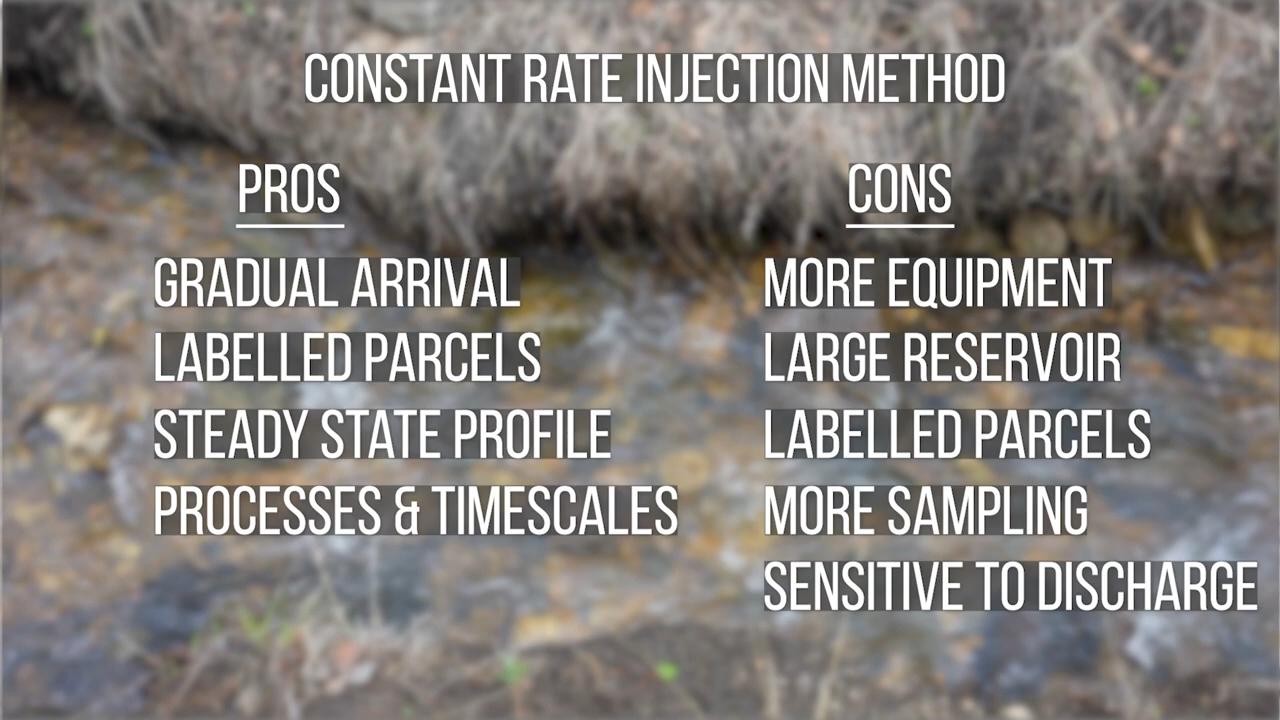 CONSTANT RATE INJECTION METHOD
PROS
GRADUAL ARRIVAL
LABELLED PARCELS
STEADY STATE PROFILE
PROCESSES & TIMESCALES
CONS
MORE EQUIPMENT
LARGE RESERVOIR
LABELLED PARCELS
MORE SAMPLING
SENSITIVE TO DISCHARGE